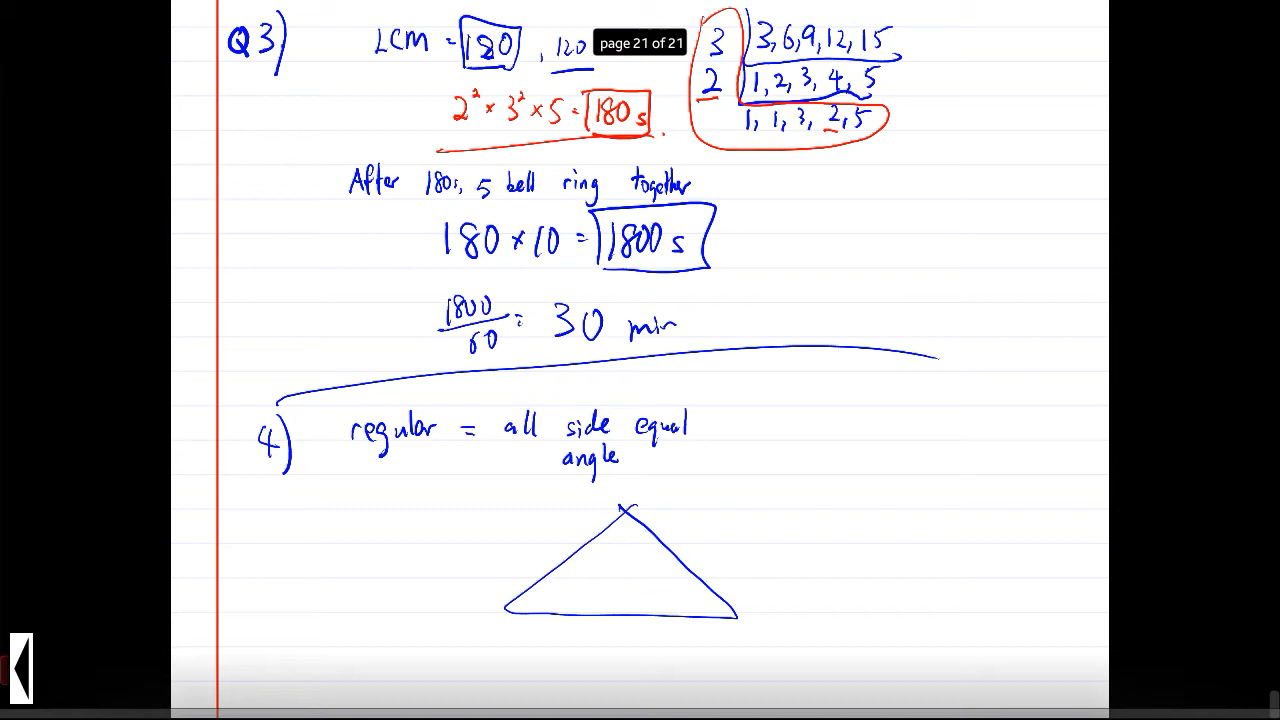 page 21 of 21
Q3) LCM = 180 , 120
2² × 3² × 5 = 180 s
3 | 3, 6, 9, 12, 15
2 | 1, 2, 3, 4, 5
1, 1, 3, 2, 5
After 180s, 5 bell ring together
180 × 10 = 1800 s
1800/60 = 30 min
4) regular = all side equal
angle